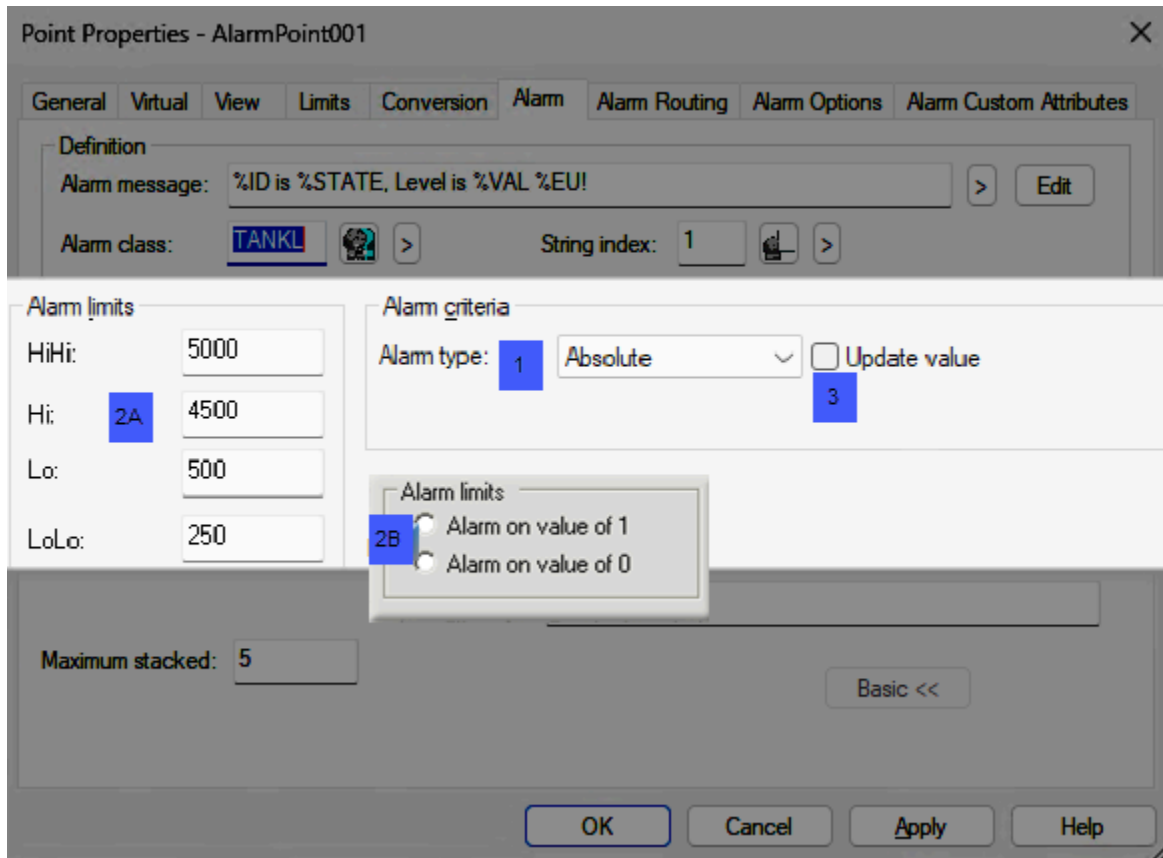 Point Properties - AlarmPoint001
General Virtual View Limits Conversion Alarm Alarm Routing Alarm Options Alarm Custom Attributes
Definition
Alarm message: %ID is %STATE, Level is %VAL %EU! > Edit
Alarm class: TANKL > String index: 1 >
Alarm limits
HiHi: 5000
Hi: 2A 4500
Lo: 500
LoLo: 250
Alarm criteria
Alarm type: 1 Absolute Update value
3
Alarm limits
2B Alarm on value of 1
Alarm on value of 0
Maximum stacked: 5
Basic <<
OK Cancel Apply Help